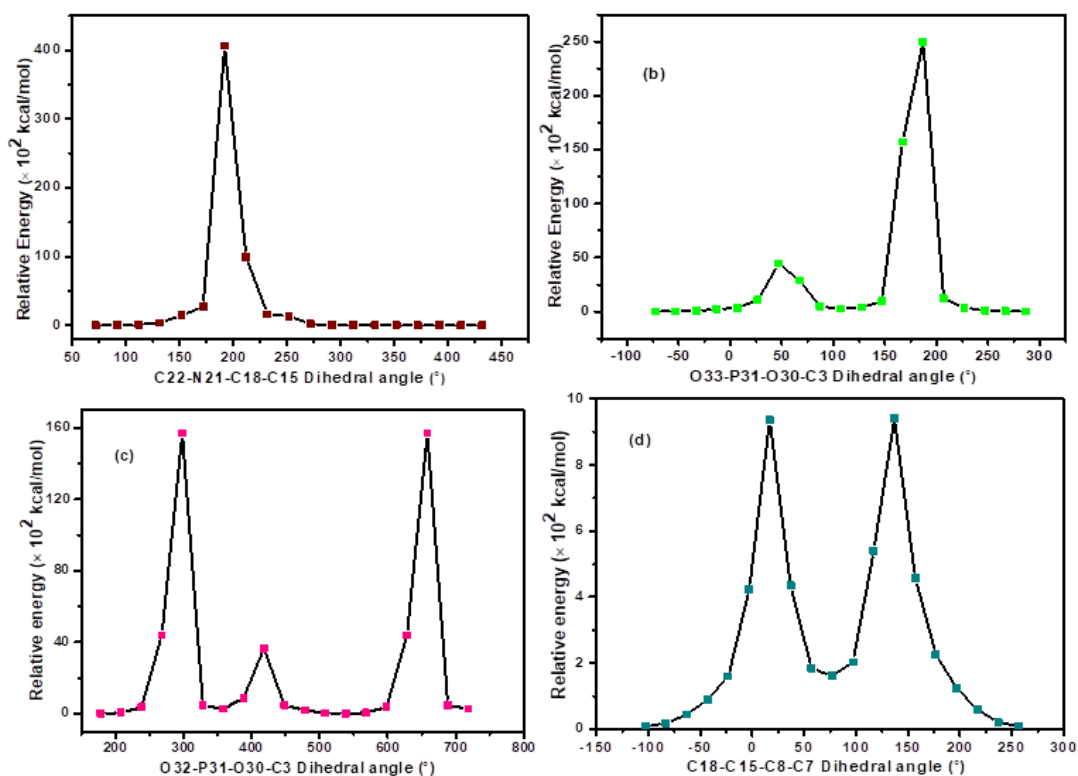 Relative Energy (× 10² kcal/mol)
400
300
200
100
0
50 100 150 200 250 300 350 400 450
C22-N21-C18-C15 Dihedral angle (°)
(b)
Relative Energy (× 10² kcal/mol)
250
200
150
100
50
0
-100 -50 0 50 100 150 200 250 300
O33-P31-O30-C3 Dihedral angle (°)
(c)
Relative energy (× 10² kcal/mol)
160
120
80
40
0
200 300 400 500 600 700 800
O32-P31-O30-C3 Dihedral angle (°)
(d)
Relative energy (× 10² kcal/mol)
10
8
6
4
2
0
-150 -100 -50 0 50 100 150 200 250 300
C18-C15-C8-C7 Dihedral angle (°)